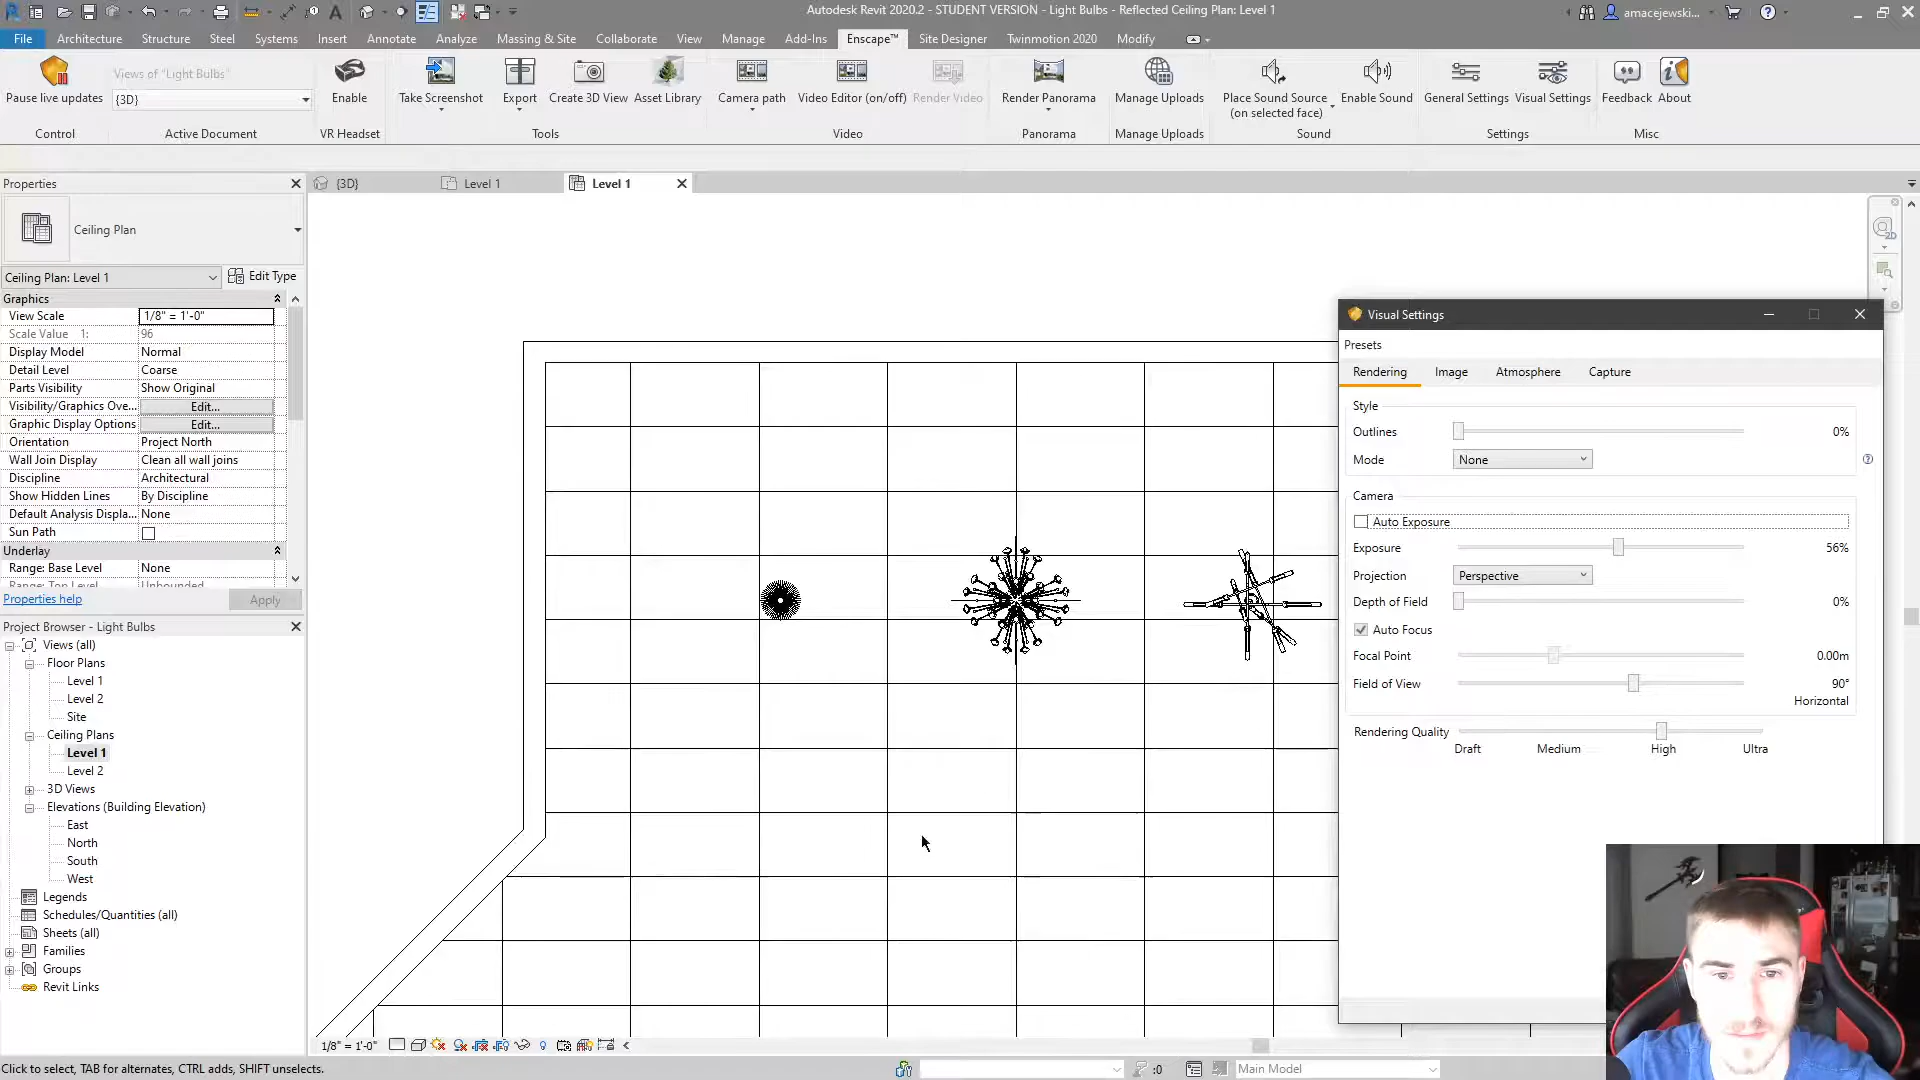 Autodesk Revit 2020.2 - STUDENT VERSION - Light Bulbs - Reflected Ceiling Plan: Level 1
amacejewski...
File Architecture Structure Steel Systems Insert Annotate Analyze Massing & Site Collaborate View Manage Add-Ins Enscape™ Site Designer Twinmotion 2020 Modify
Views of "Light Bulbs"
{3D}
Pause live updates Enable Take Screenshot Export Create 3D View Asset Library Camera path Video Editor (on/off) Render Video Render Panorama Manage Uploads Place Sound Source Enable Sound General Settings Visual Settings Feedback About
(on selected face)
Control Active Document VR Headset Tools Video Panorama Manage Uploads Sound Settings Misc
Properties
{3D} Level 1 Level 1
Ceiling Plan
Ceiling Plan: Level 1 Edit Type
Graphics
View Scale 1/8" = 1'-0"
Scale Value 1: 96
Display Model Normal
Detail Level Coarse
Parts Visibility Show Original
Visibility/Graphics Ove... Edit...
Graphic Display Options Edit...
Orientation Project North
Wall Join Display Clean all wall joins
Discipline Architectural
Show Hidden Lines By Discipline
Default Analysis Displa... None
Sun Path
Underlay
Range: Base Level None
Range: Top Level Unbounded
Properties help Apply
Project Browser - Light Bulbs
Views (all)
Floor Plans
Level 1
Level 2
Site
Ceiling Plans
Level 1
Level 2
3D Views
Elevations (Building Elevation)
East
North
South
West
Legends
Schedules/Quantities (all)
Sheets (all)
Families
Groups
Revit Links
2D
Visual Settings
Presets
Rendering Image Atmosphere Capture
Style
Outlines 0%
Mode None
Camera
Auto Exposure
Exposure 56%
Projection Perspective
Depth of Field 0%
Auto Focus
Focal Point 0.00m
Field of View 90°
Horizontal
Rendering Quality
Draft Medium High Ultra
1/8" = 1'-0"
Click to select, TAB for alternates, CTRL adds, SHIFT unselects.
:0
Main Model